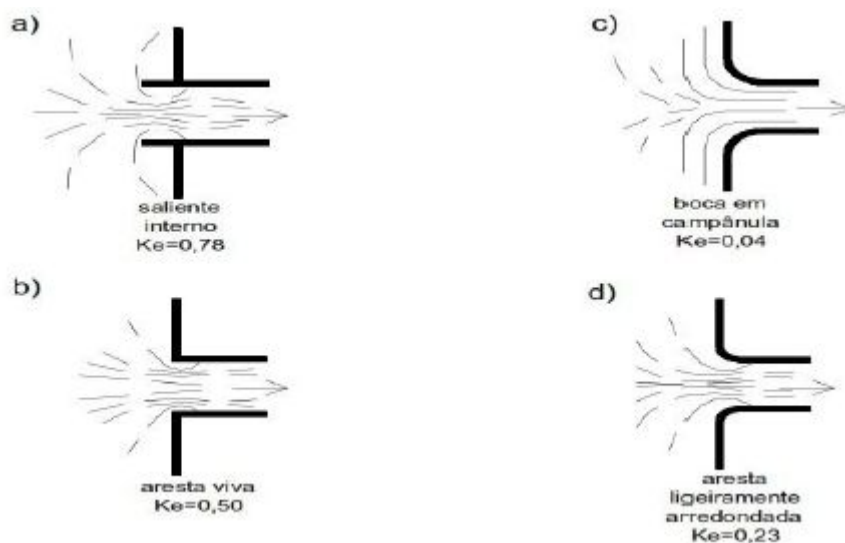 a)
saliente
interno
Ke=0,78
b)
aresta viva
Ke=0,50
c)
boca em
campânula
Ke=0,04
d)
aresta
ligeiramente
arredondada
Ke=0,23